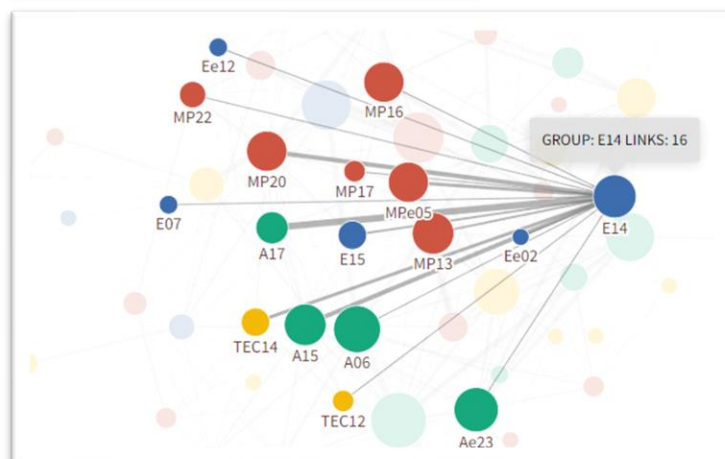 Ee12
MP22
MP16
GROUP: E14 LINKS: 16
MP20
MP17
MPe05
E07
A17
E15
MP13
Ee02
E14
TEC14
A15
A06
TEC12
Ae23